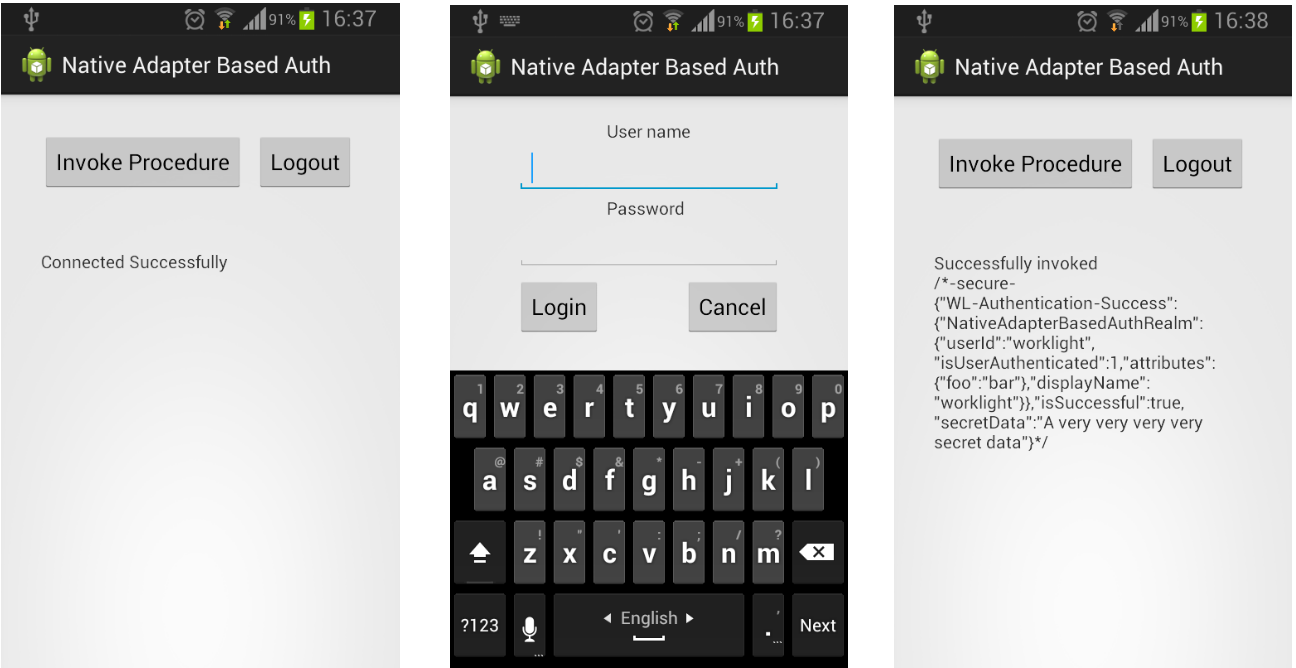 91% 16:37
Native Adapter Based Auth
Invoke Procedure
Logout
Connected Successfully
91% 16:37
Native Adapter Based Auth
User name
Password
Login
Cancel
1 2 3 4 5 6 7 8 9 0
q w e r t y u i o p
@ # $ & * - + ( )
a s d f g h j k l
! " ' : ; / ?
z x c v b n m
?123
English
, . ...
...
Next
91% 16:38
Native Adapter Based Auth
Invoke Procedure
Logout
Successfully invoked
/*-secure-
{"WL-Authentication-Success":
{"NativeAdapterBasedAuthRealm":
{"userId":"worklight",
"isUserAuthenticated":1,"attributes":
{"foo":"bar"},"displayName":
"worklight"}},"isSuccessful":true,
"secretData":"A very very very very
secret data"}*/